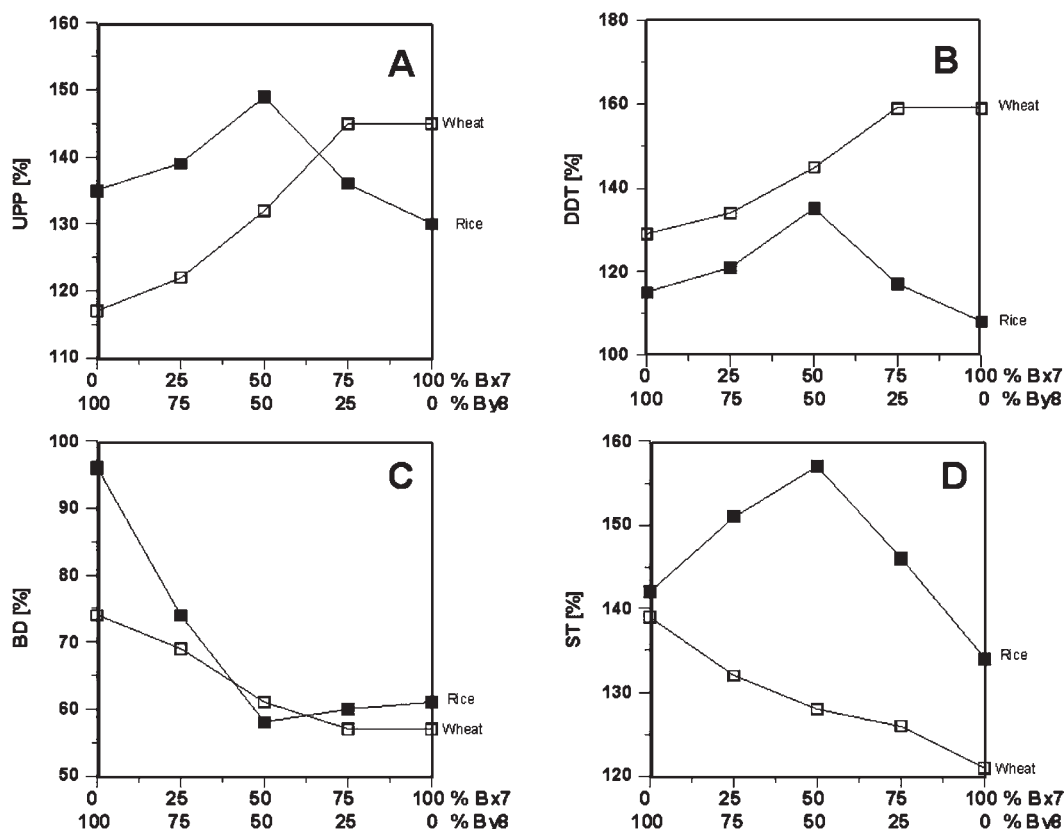 160
150
140
130
120
110
UPP [%]
A
Wheat
Rice
0 25 50 75 100 % Bx7
100 75 50 25 0 % By8
180
160
140
120
100
DDT [%]
B
Wheat
Rice
0 25 50 75 100 % Bx7
100 75 50 25 0 % By8
100
90
80
70
60
50
BD [%]
C
Rice
Wheat
0 25 50 75 100 % Bx7
100 75 50 25 0 % By8
160
150
140
130
120
ST [%]
D
Rice
Wheat
0 25 50 75 100 % Bx7
100 75 50 25 0 % By8